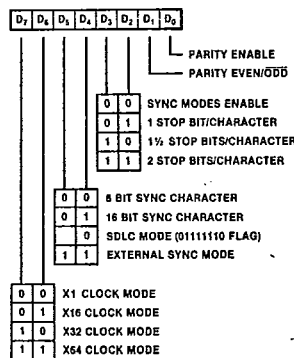 D7 D6 D5 D4 D3 D2 D1 D0
PARITY ENABLE
PARITY EVEN/ODD
0 0 SYNC MODES ENABLE
0 1 1 STOP BIT/CHARACTER
1 0 1½ STOP BITS/CHARACTER
1 1 2 STOP BITS/CHARACTER
0 0 8 BIT SYNC CHARACTER
0 1 16 BIT SYNC CHARACTER
0 SDLC MODE (01111110 FLAG)
1 1 EXTERNAL SYNC MODE
0 0 X1 CLOCK MODE
0 1 X16 CLOCK MODE
1 0 X32 CLOCK MODE
1 1 X64 CLOCK MODE